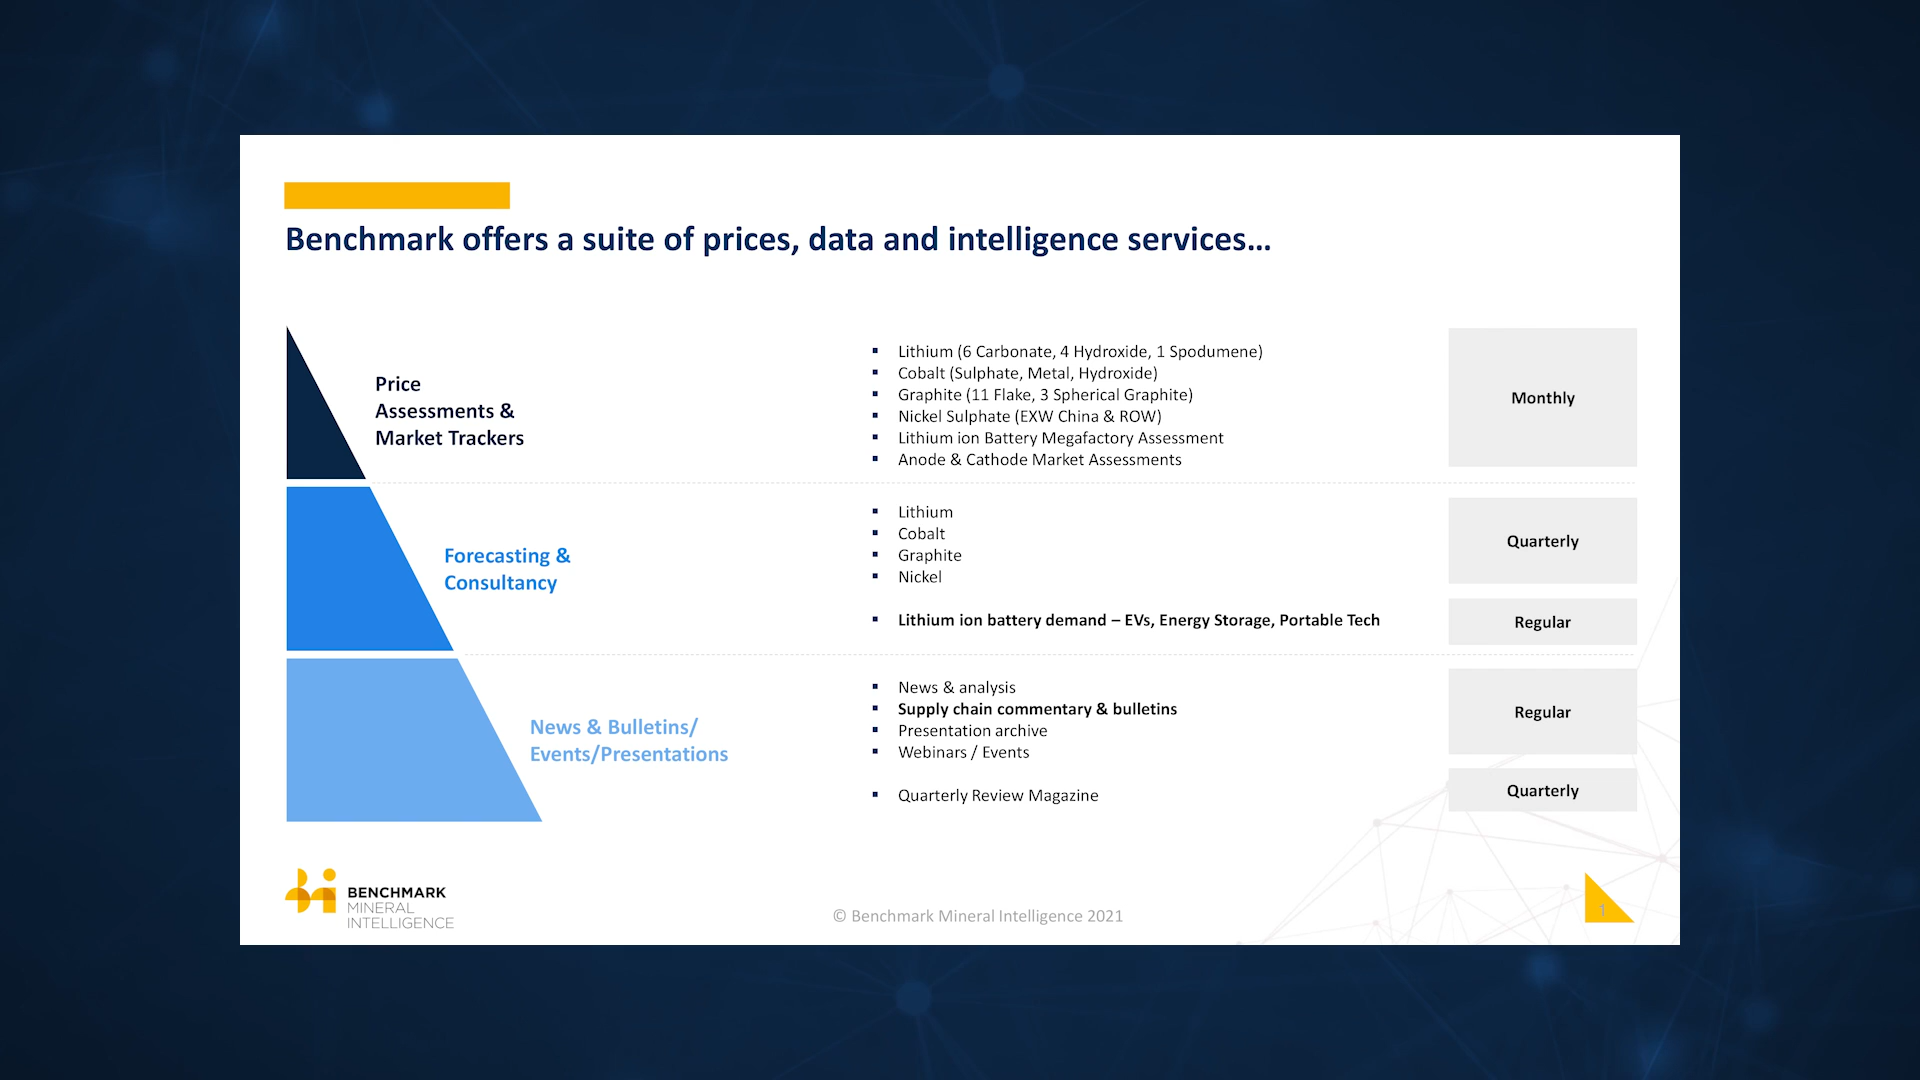 Benchmark offers a suite of prices, data and intelligence services...
Price
Assessments &
Market Trackers
▪ Lithium (6 Carbonate, 4 Hydroxide, 1 Spodumene)
▪ Cobalt (Sulphate, Metal, Hydroxide)
▪ Graphite (11 Flake, 3 Spherical Graphite)
▪ Nickel Sulphate (EXW China & ROW)
▪ Lithium ion Battery Megafactory Assessment
▪ Anode & Cathode Market Assessments
Monthly
Forecasting &
Consultancy
▪ Lithium
▪ Cobalt
▪ Graphite
▪ Nickel
Quarterly
▪ Lithium ion battery demand – EVs, Energy Storage, Portable Tech
Regular
News & Bulletins/
Events/Presentations
▪ News & analysis
▪ Supply chain commentary & bulletins
▪ Presentation archive
▪ Webinars / Events
Regular
▪ Quarterly Review Magazine
Quarterly
BENCHMARK
MINERAL
INTELLIGENCE
© Benchmark Mineral Intelligence 2021
1